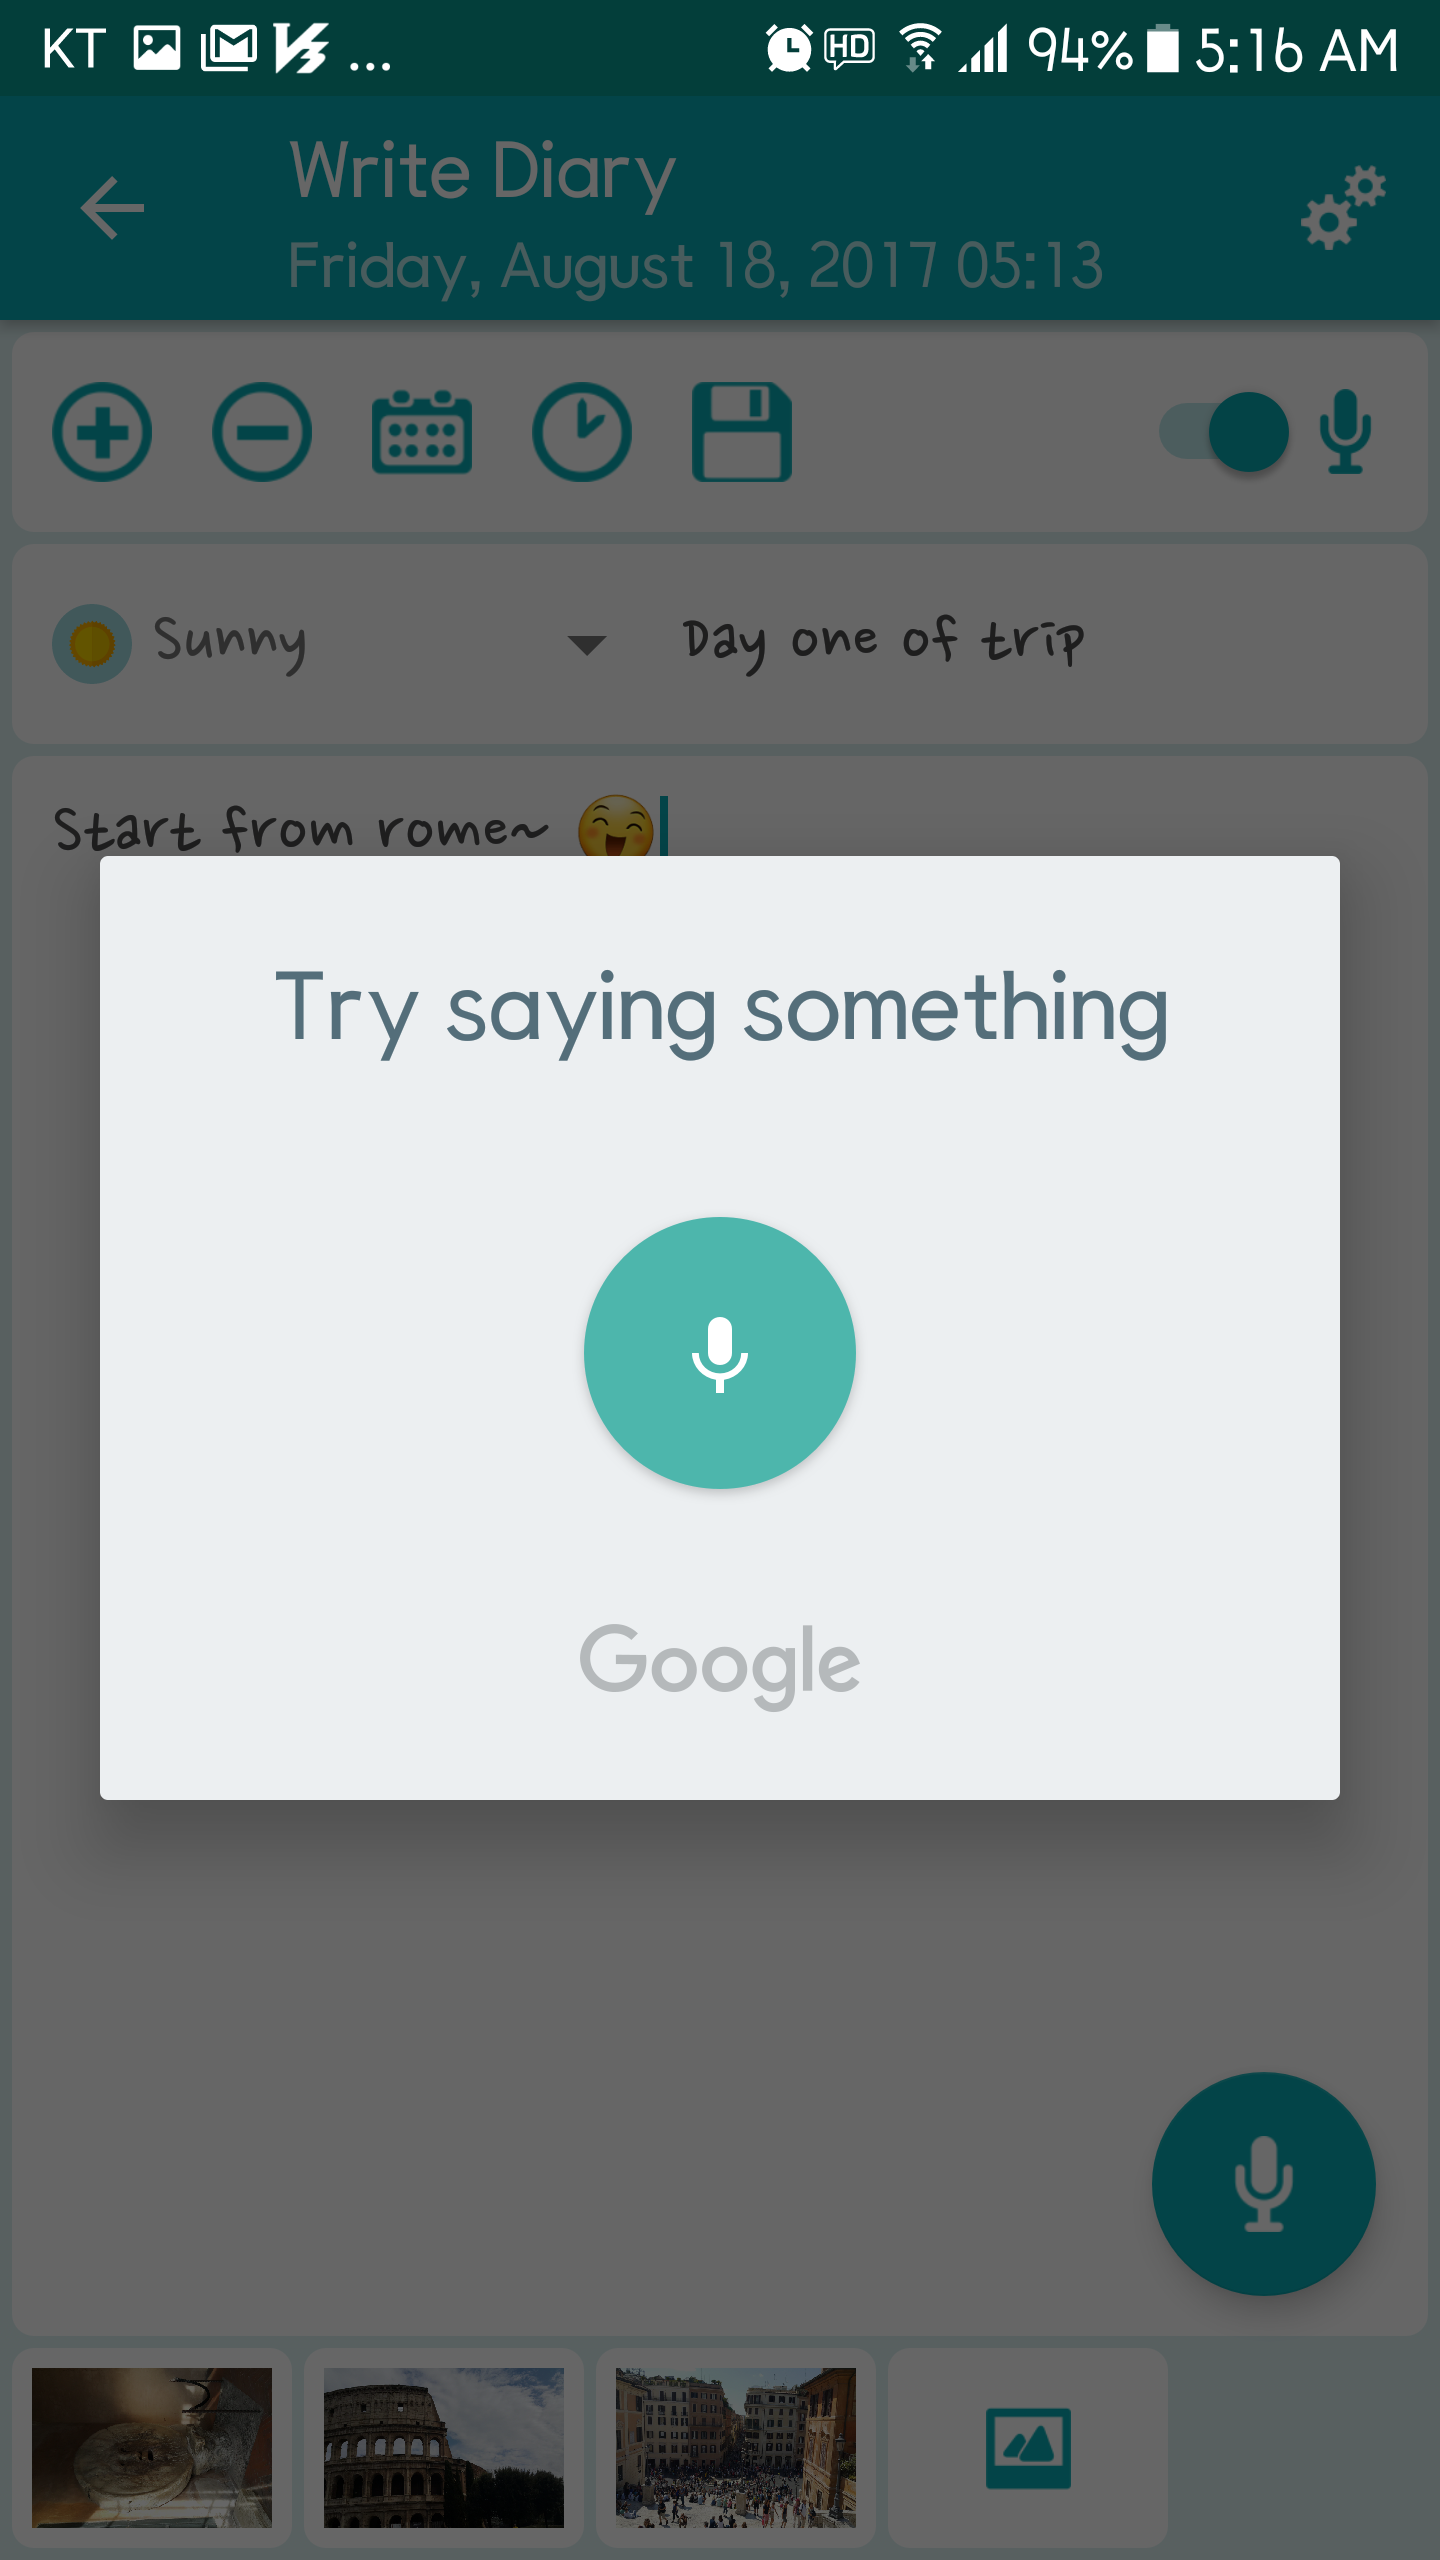 KT ... HD 94% 5:16 AM
Write Diary
Friday, August 18, 2017 05:13
Sunny Day one of trip
Start from rome~ 😄
Try saying something
Google